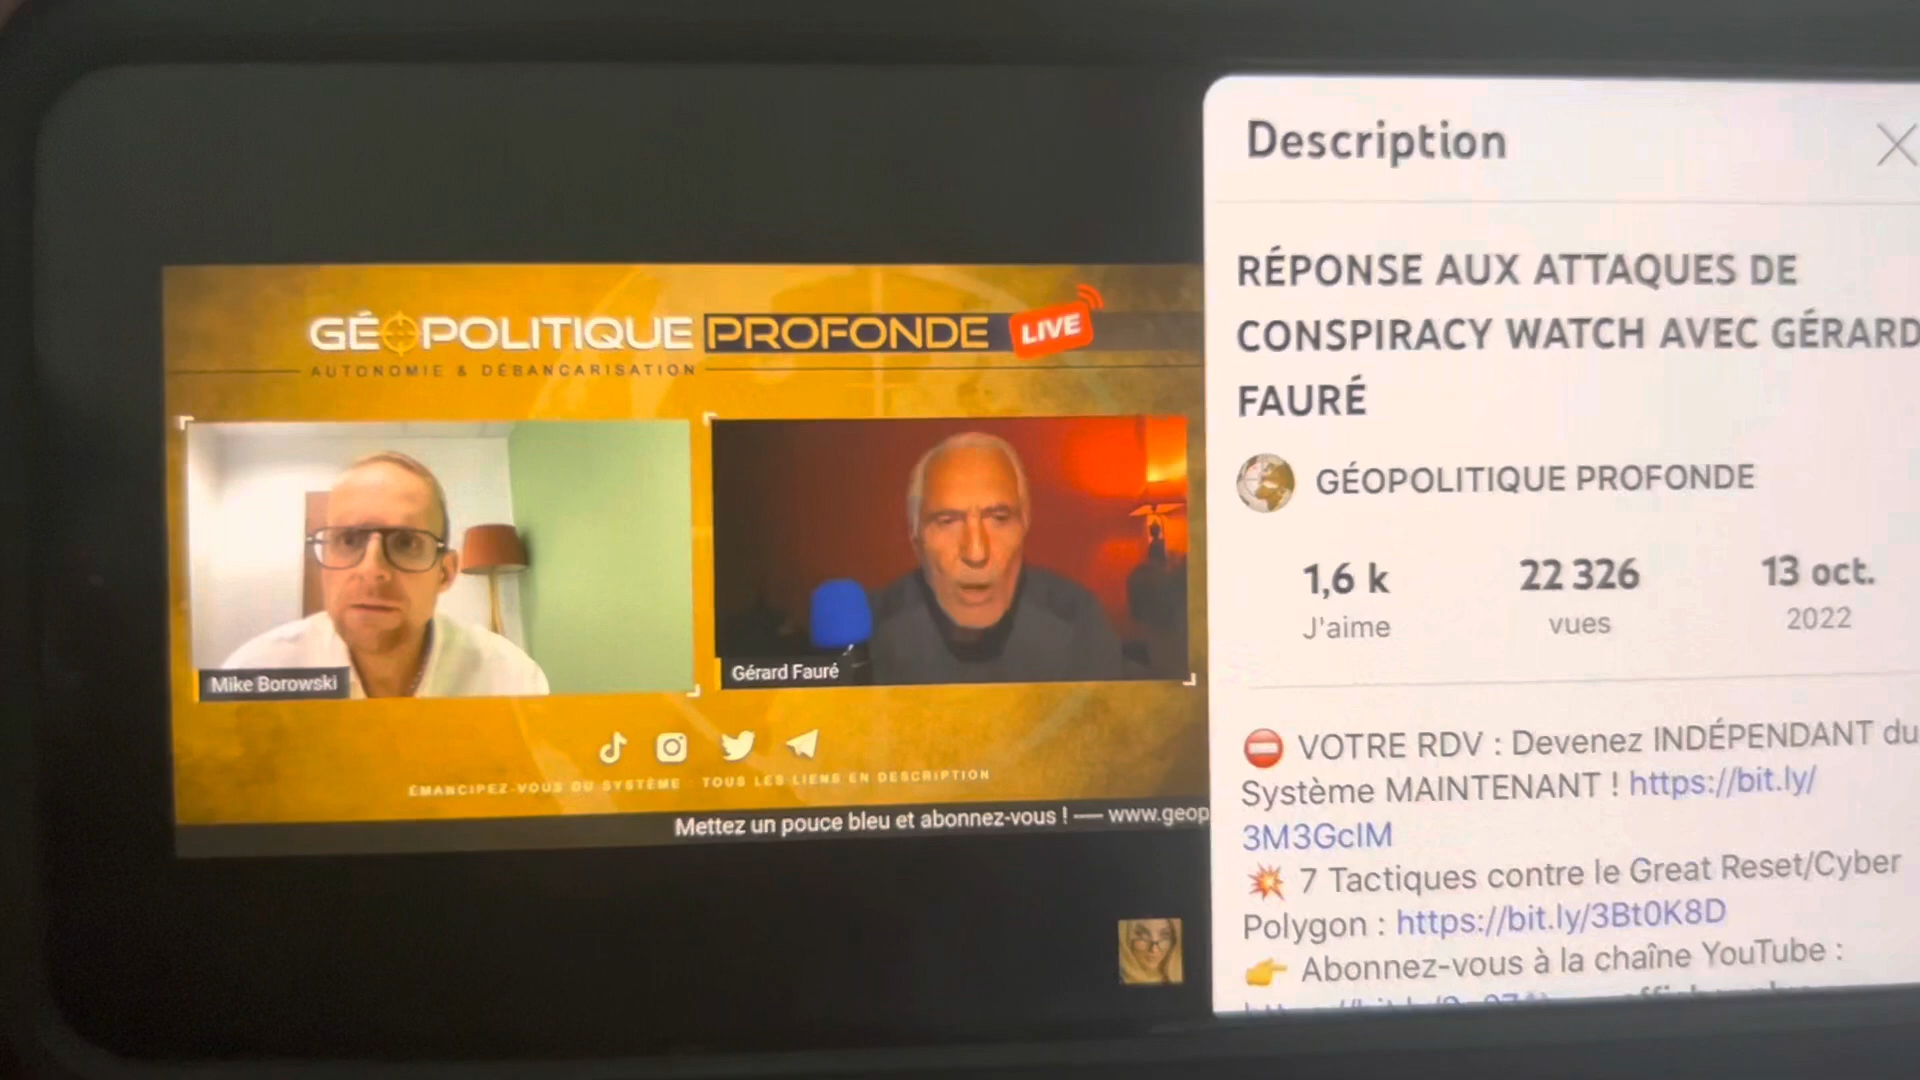 GÉOPOLITIQUE PROFONDE LIVE
AUTONOMIE & DÉBANCARISATION
Mike Borowski
Gérard Fauré
ÉMANCIPEZ-VOUS DU SYSTÈME : TOUS LES LIENS EN DESCRIPTION
Mettez un pouce bleu et abonnez-vous ! — www.geop
Description
RÉPONSE AUX ATTAQUES DE
CONSPIRACY WATCH AVEC GÉRARD
FAURÉ
GÉOPOLITIQUE PROFONDE
1,6 k 22 326 13 oct.
J'aime vues 2022
VOTRE RDV : Devenez INDÉPENDANT du
Système MAINTENANT ! https://bit.ly/
3M3GcIM
7 Tactiques contre le Great Reset/Cyber
Polygon : https://bit.ly/3Bt0K8D
Abonnez-vous à la chaîne YouTube :